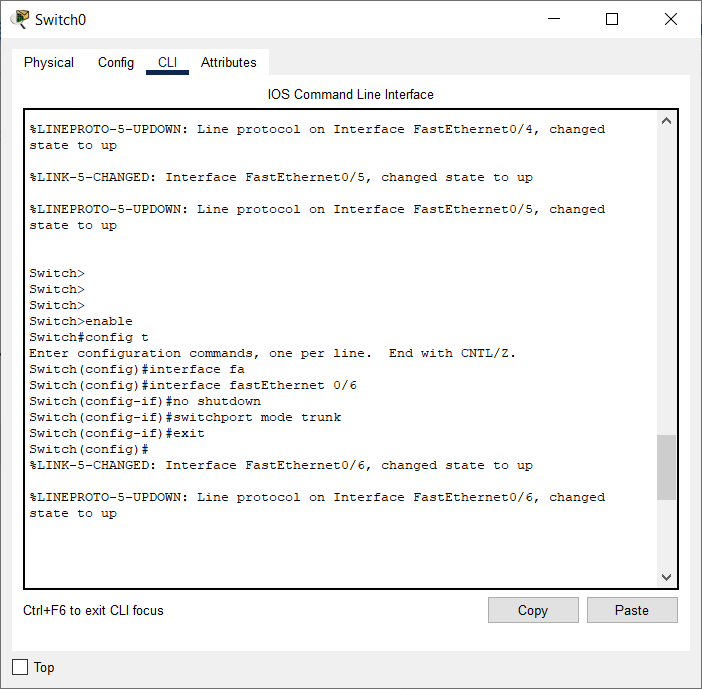 Switch0
Physical Config CLI Attributes
IOS Command Line Interface
%LINEPROTO-5-UPDOWN: Line protocol on Interface FastEthernet0/4, changed
state to up
%LINK-5-CHANGED: Interface FastEthernet0/5, changed state to up
%LINEPROTO-5-UPDOWN: Line protocol on Interface FastEthernet0/5, changed
state to up
Switch>
Switch>
Switch>
Switch>enable
Switch#config t
Enter configuration commands, one per line.  End with CNTL/Z.
Switch(config)#interface fa
Switch(config)#interface fastEthernet 0/6
Switch(config-if)#no shutdown
Switch(config-if)#switchport mode trunk
Switch(config-if)#exit
Switch(config)#
%LINK-5-CHANGED: Interface FastEthernet0/6, changed state to up
%LINEPROTO-5-UPDOWN: Line protocol on Interface FastEthernet0/6, changed
state to up
Ctrl+F6 to exit CLI focus
Copy
Paste
Top